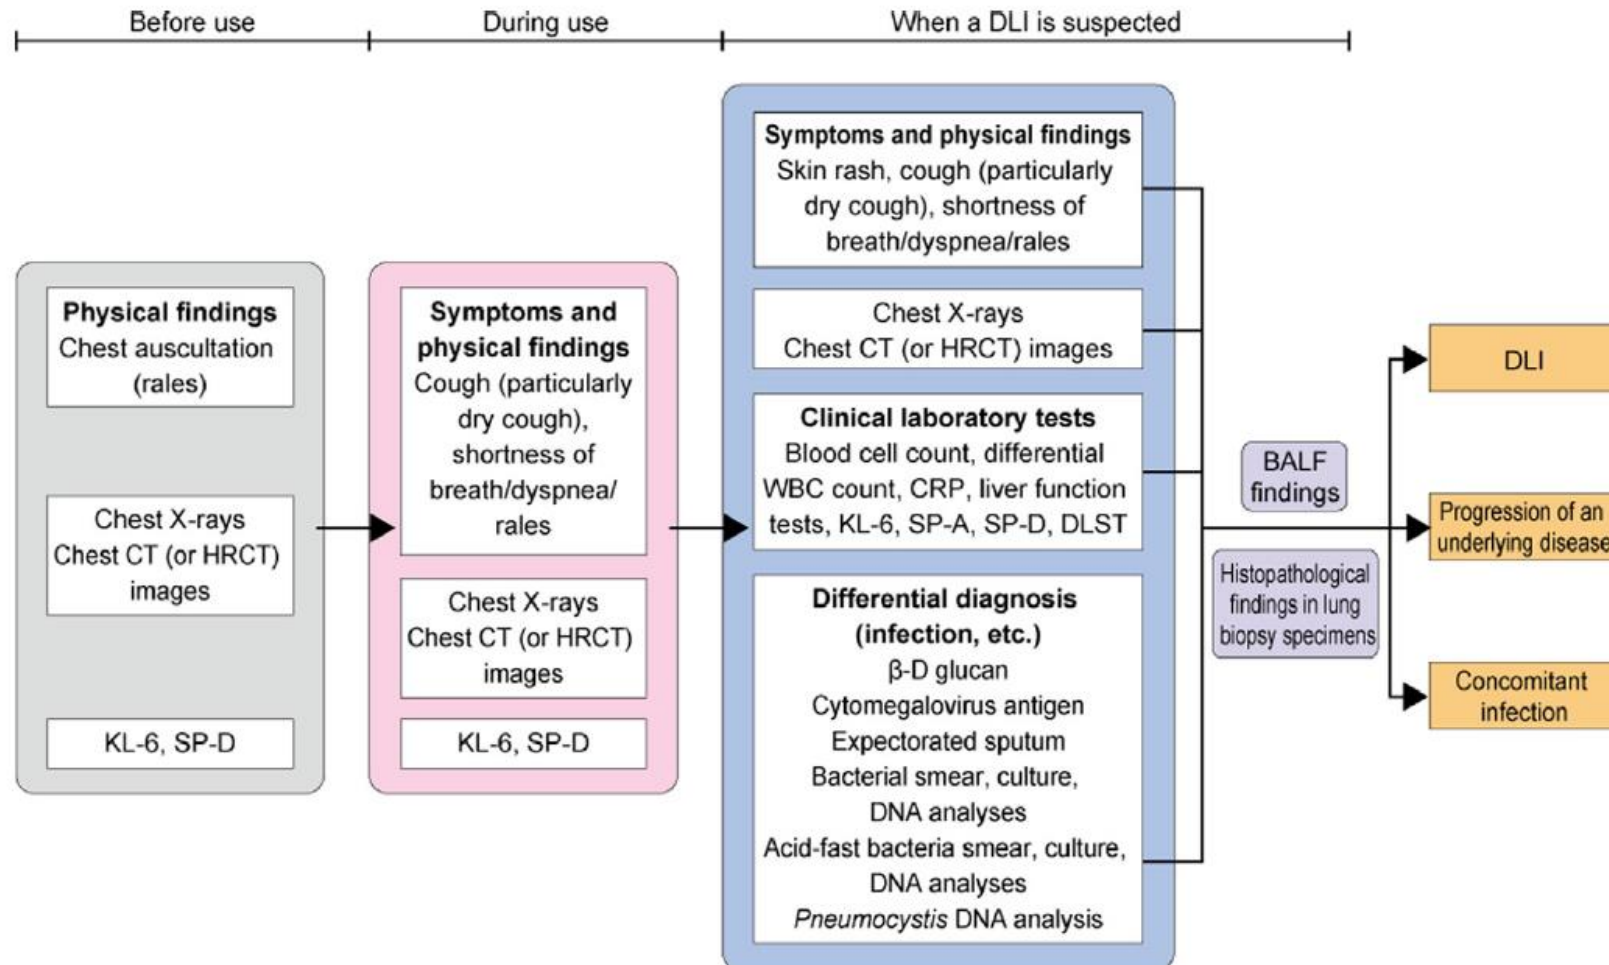 Before use
During use
When a DLI is suspected
Physical findings
Chest auscultation
(rales)
Chest X-rays
Chest CT (or HRCT)
images
KL-6, SP-D
Symptoms and
physical findings
Cough (particularly
dry cough),
shortness of
breath/dyspnea/
rales
Chest X-rays
Chest CT (or HRCT)
images
KL-6, SP-D
Symptoms and physical findings
Skin rash, cough (particularly
dry cough), shortness of
breath/dyspnea/rales
Chest X-rays
Chest CT (or HRCT) images
Clinical laboratory tests
Blood cell count, differential
WBC count, CRP, liver function
tests, KL-6, SP-A, SP-D, DLST
Differential diagnosis
(infection, etc.)
β-D glucan
Cytomegalovirus antigen
Expectorated sputum
Bacterial smear, culture,
DNA analyses
Acid-fast bacteria smear, culture,
DNA analyses
Pneumocystis DNA analysis
BALF
findings
Histopathological
findings in lung
biopsy specimens
DLI
Progression of an
underlying disease
Concomitant
infection